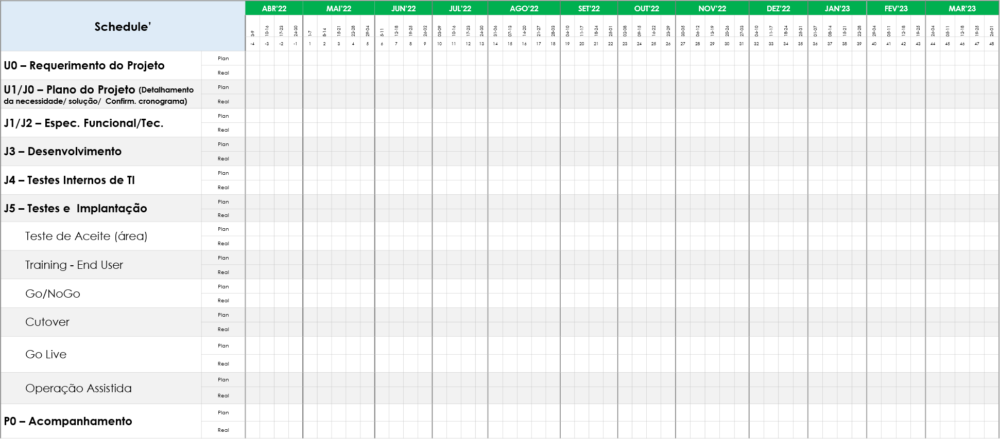 Schedule’
ABR’22 MAI’22 JUN’22 JUL’22 AGO’22 SET’22 OUT’22 NOV’22 DEZ’22 JAN’23 FEV’23 MAR’23
3-9 10-16 17-23 24-30 1-7 8-14 15-21 22-28 29-04 5-11 12-18 19-25 26-02 03-09 10-16 17-23 24-30 31-06 07-13 14-20 21-27 28-03 04-10 11-17 18-24 25-01 02-08 09-15 16-22 23-29 30-05 06-12 13-19 20-26 27-03 04-10 11-17 18-24 25-31 01-07 08-14 15-21 22-28 29-04 05-11 12-18 19-25 26-04 05-11 12-18 19-25 26-01
-4 -3 -2 -1 1 2 3 4 5 6 7 8 9 10 11 12 13 14 15 16 17 18 19 20 21 22 23 24 25 26 27 28 29 30 31 32 33 34 35 36 37 38 39 40 41 42 43 44 45 46 47 48
U0 – Requerimento do Projeto
Plan
Real
U1/J0 – Plano do Projeto (Detalhamento
da necessidade/ solução/ Confirm. cronograma)
Plan
Real
J1/J2 – Espec. Funcional/Tec.
Plan
Real
J3 – Desenvolvimento
Plan
Real
J4 – Testes Internos de TI
Plan
Real
J5 – Testes e Implantação
Plan
Real
Teste de Aceite (área)
Plan
Real
Training - End User
Plan
Real
Go/NoGo
Plan
Real
Cutover
Plan
Real
Go Live
Plan
Real
Operação Assistida
Plan
Real
P0 – Acompanhamento
Plan
Real